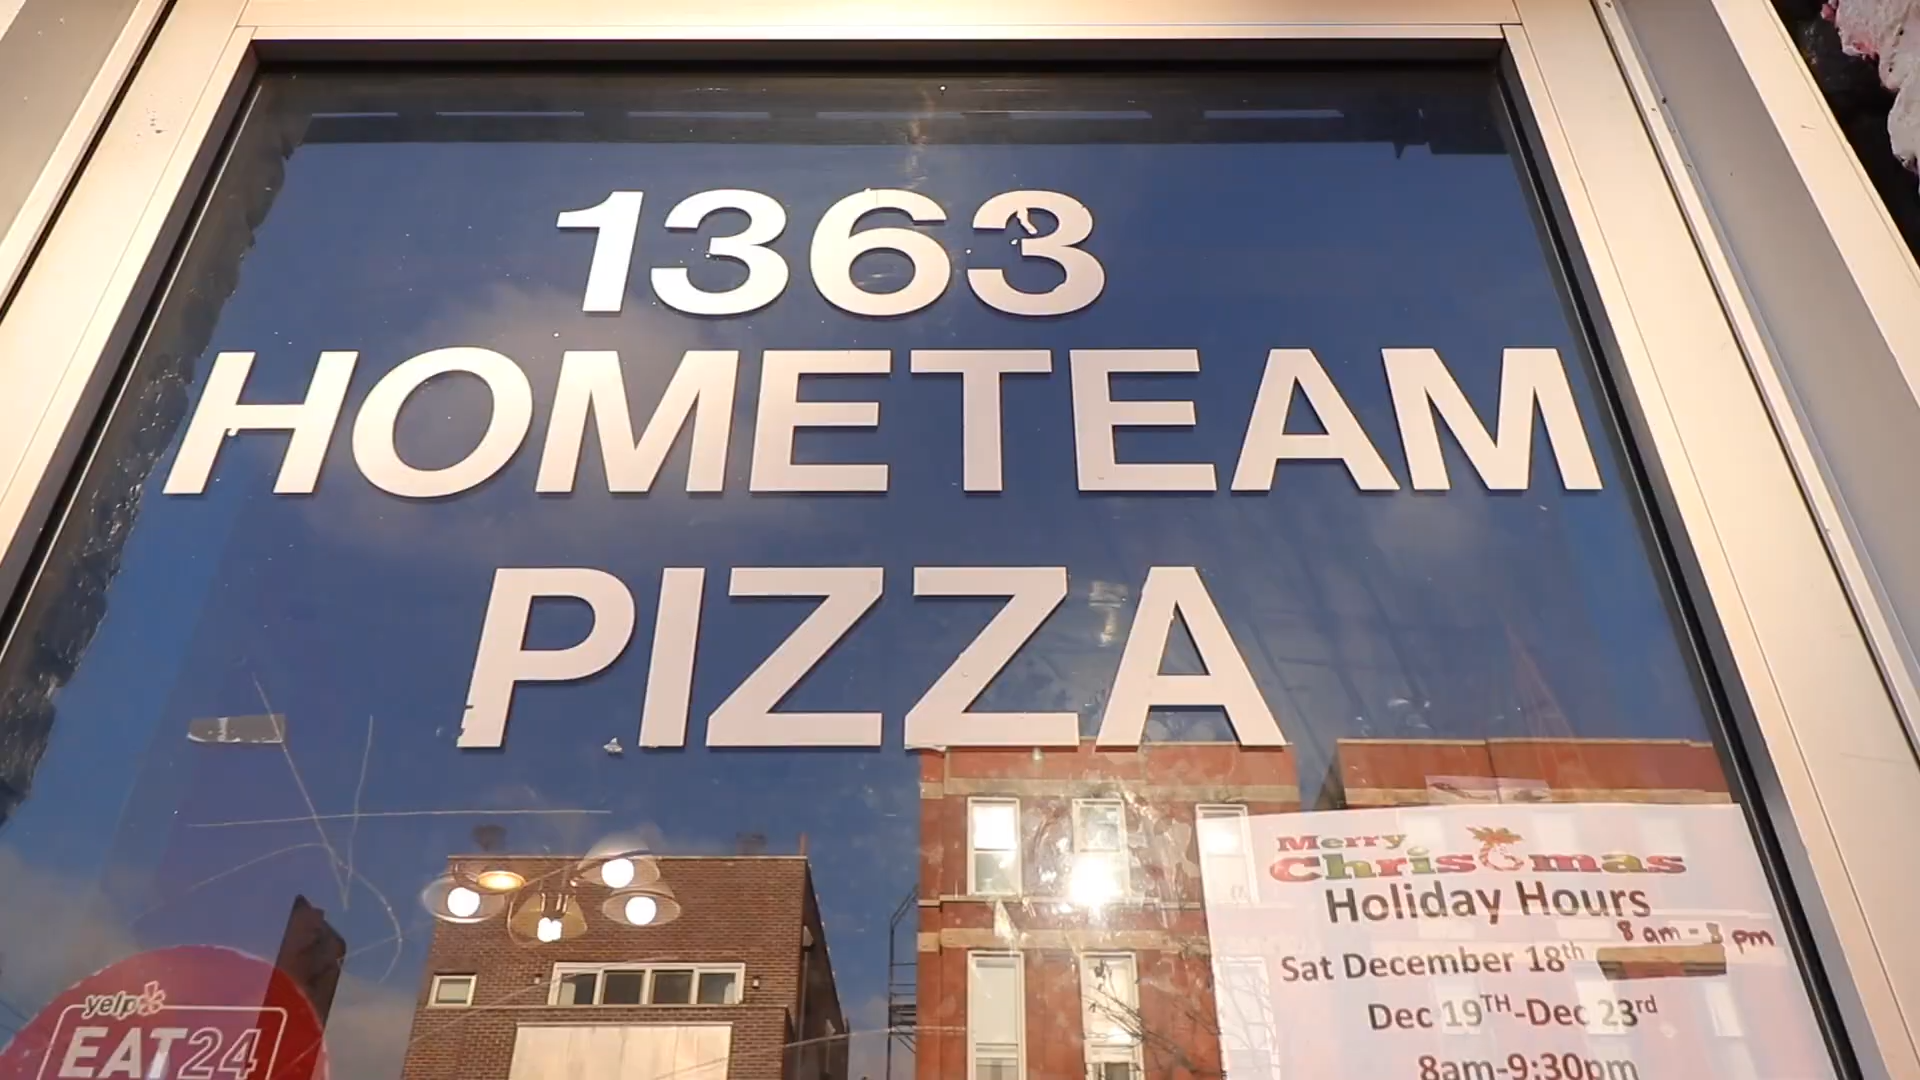 1363
HOMETEAM
PIZZA
yelp
EAT24
Merry
Christmas
Holiday Hours
8 am - 8 pm
Sat December 18th
Dec 19TH-Dec 23rd
8am-9:30pm